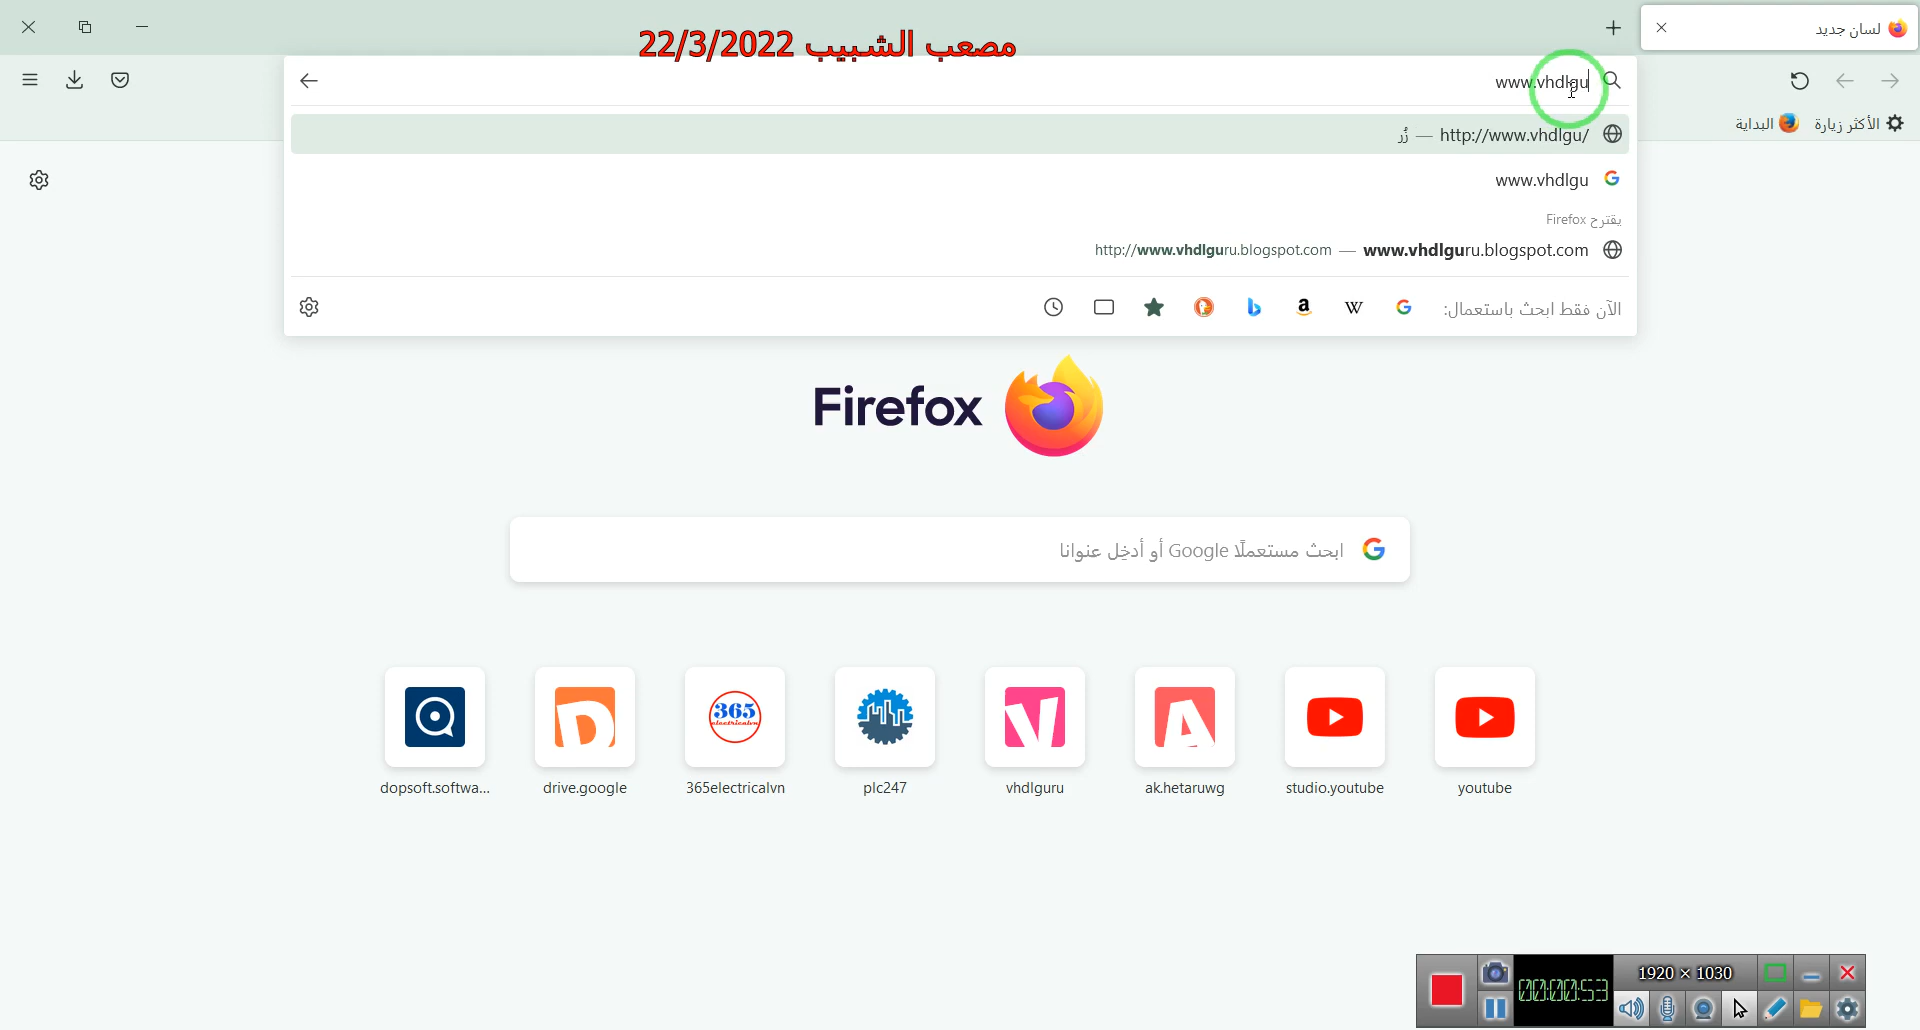 لسان جديد
مصعب الشبيب 22/3/2022
www.vhdlgu
الأكثر زيارة
البداية
http://www.vhdlgu/ — زُر
www.vhdlgu
يقترح Firefox
www.vhdlguru.blogspot.com — http://www.vhdlguru.blogspot.com
الآن فقط ابحث باستعمال:
Firefox
ابحث مستعملًا Google أو أدخِل عنوانا
365
electricalvn
youtube
studio.youtube
ak.hetaruwg
vhdlguru
plc247
365electricalvn
drive.google
dopsoft.softwa...
1920 × 1030
00:00:53